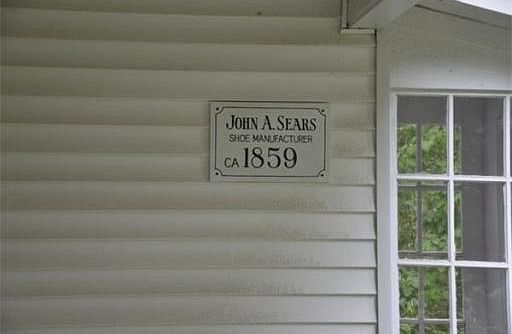 JOHN A. SEARS
SHOE MANUFACTURER
CA 1859